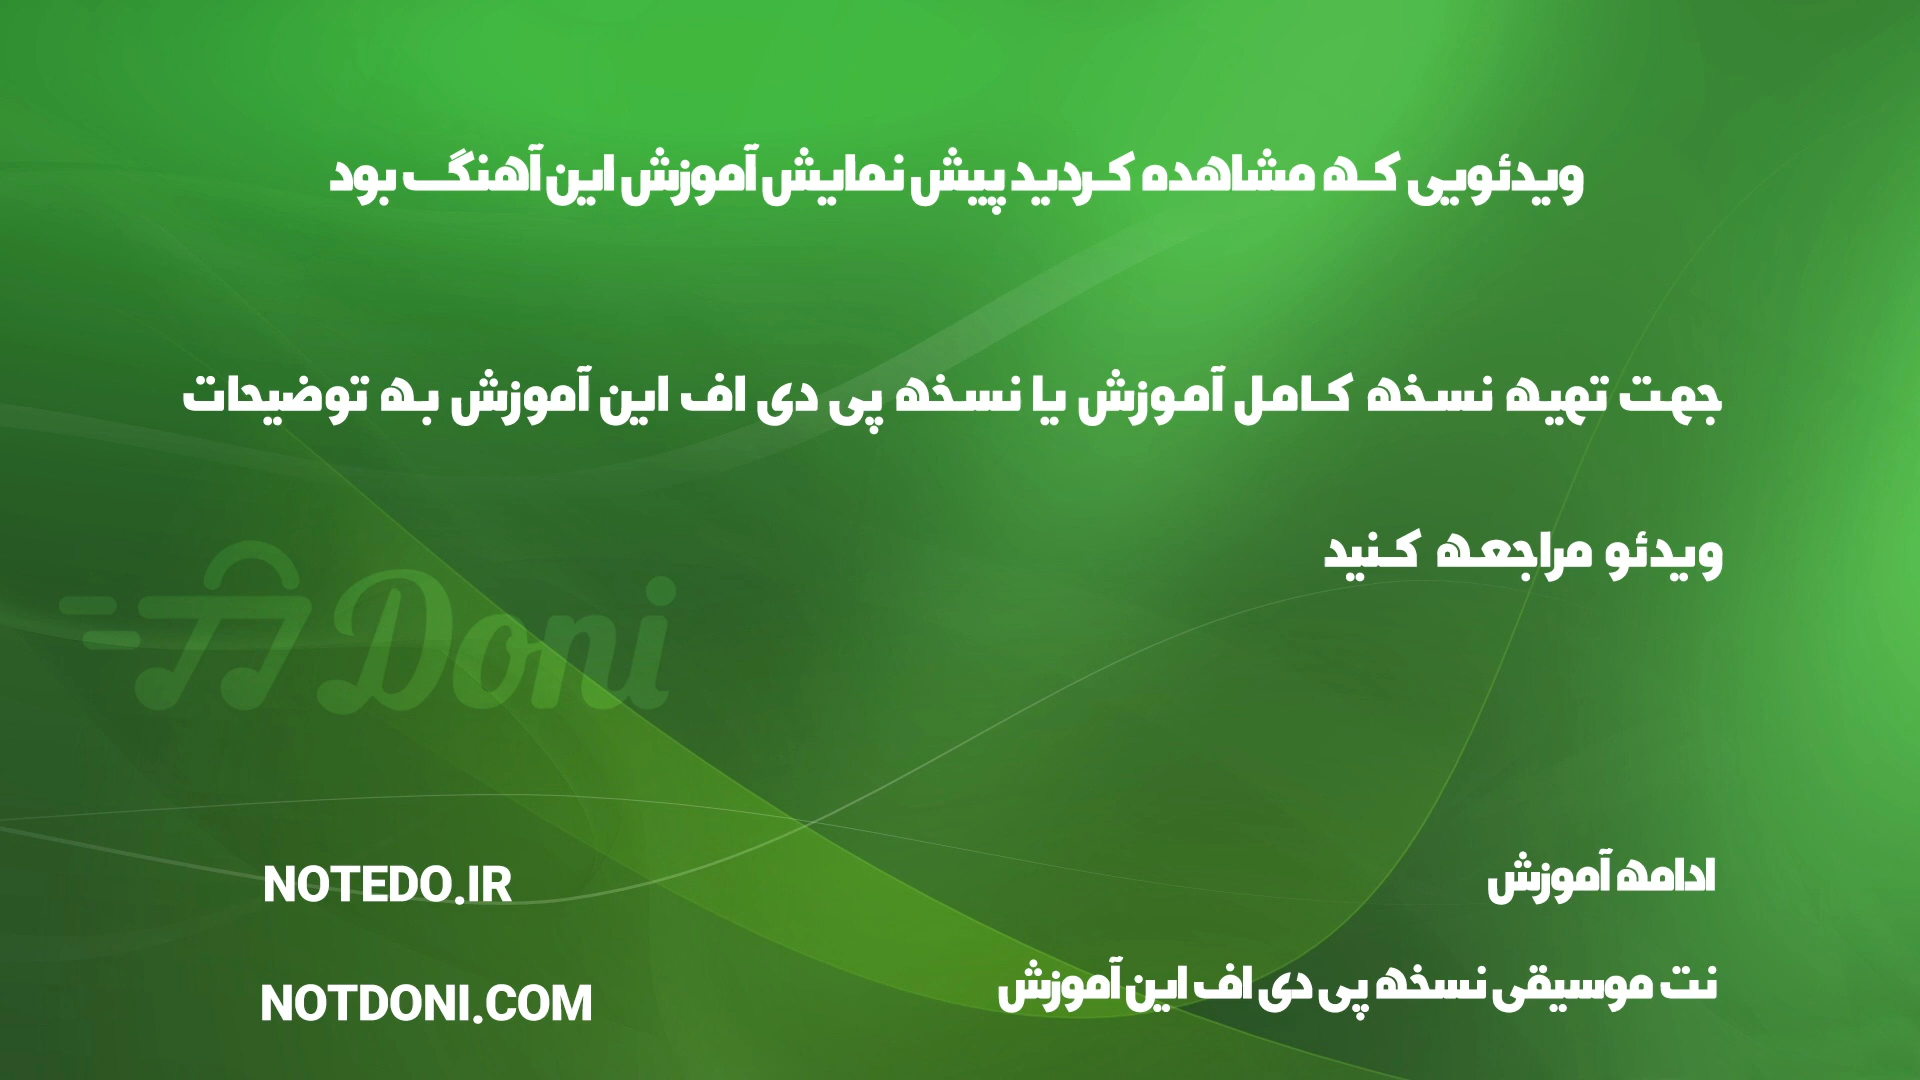 ویدئویی که مشاهده کردید پیش نمایش آموزش این آهنگ بود
جهت تهیه نسخه کامل آموزش یا نسخه پی دی اف این آموزش به توضیحات
ویدئو مراجعه کنید
Doni
ادامه آموزش
NOTEDO.IR
نت موسیقی نسخه پی دی اف این آموزش
NOTDONI.COM